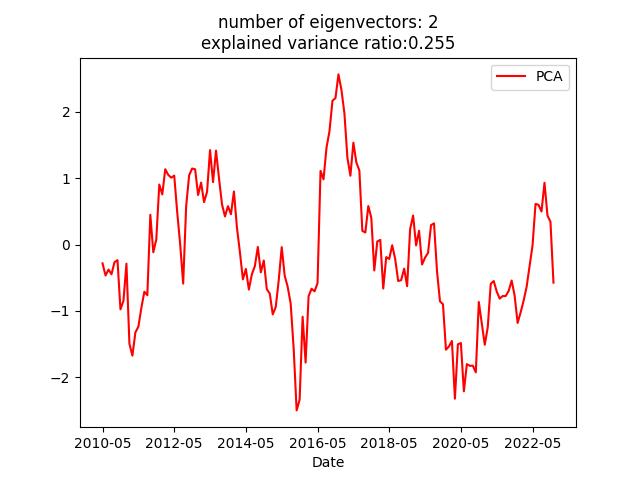 number of eigenvectors: 2
explained variance ratio:0.255
PCA
2
1
0
−1
−2
2010-05 2012-05 2014-05 2016-05 2018-05 2020-05 2022-05
Date